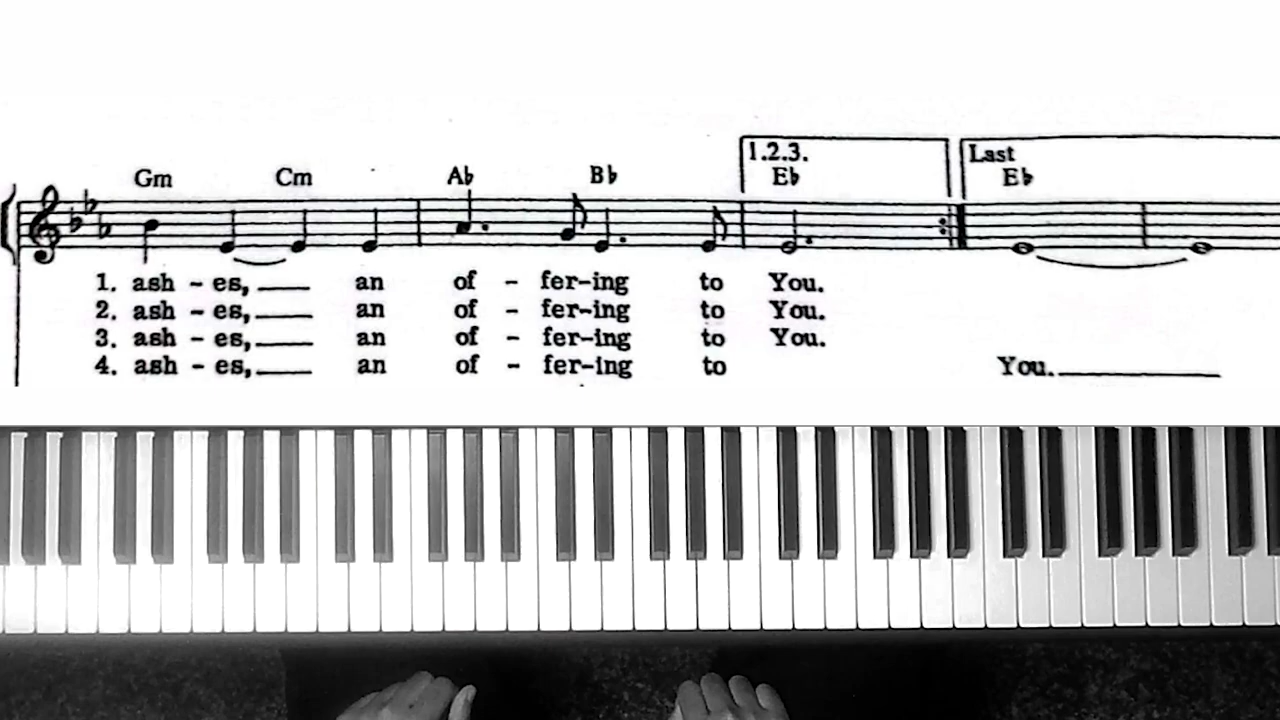 1.2.3. Last
Gm Cm Ab Bb Eb Eb
1. ash - es, an of - fer-ing to You.
2. ash - es, an of - fer-ing to You.
3. ash - es, an of - fer-ing to You.
4. ash - es, an of - fer-ing to You.